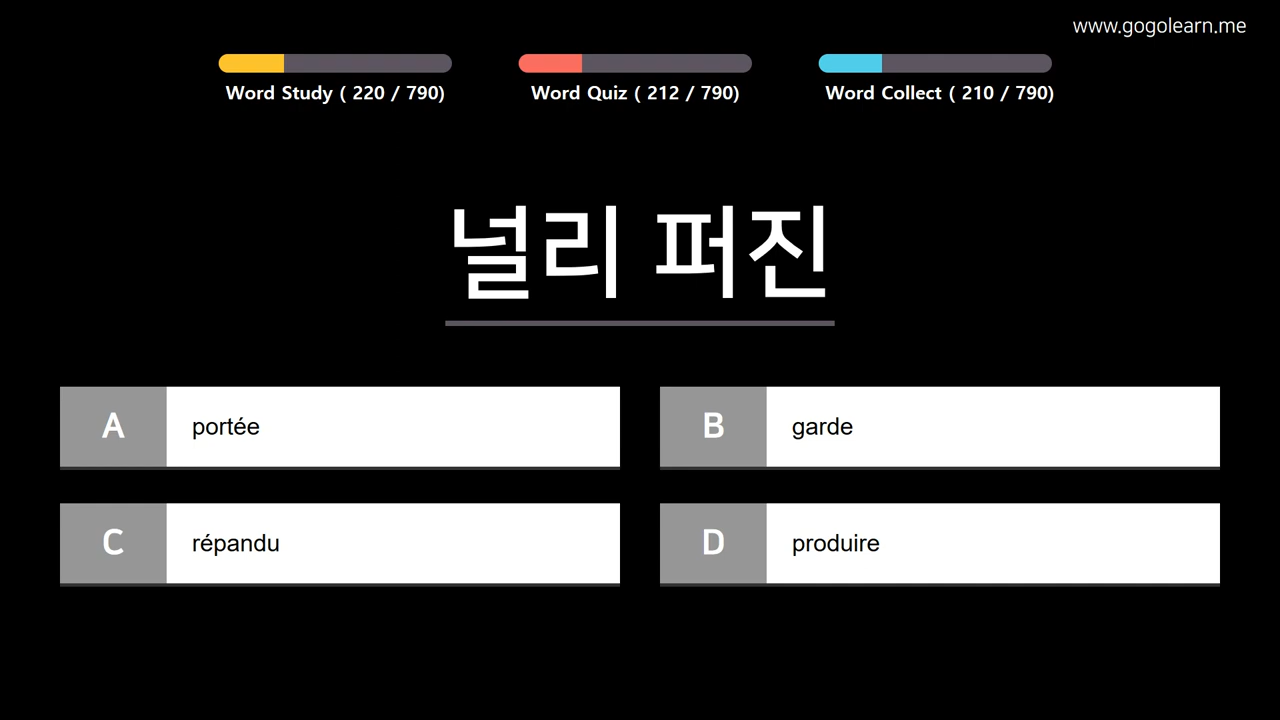 www.gogolearn.me
Word Study ( 220 / 790)
Word Quiz ( 212 / 790)
Word Collect ( 210 / 790)
널리 퍼진
A portée
B garde
C répandu
D produire